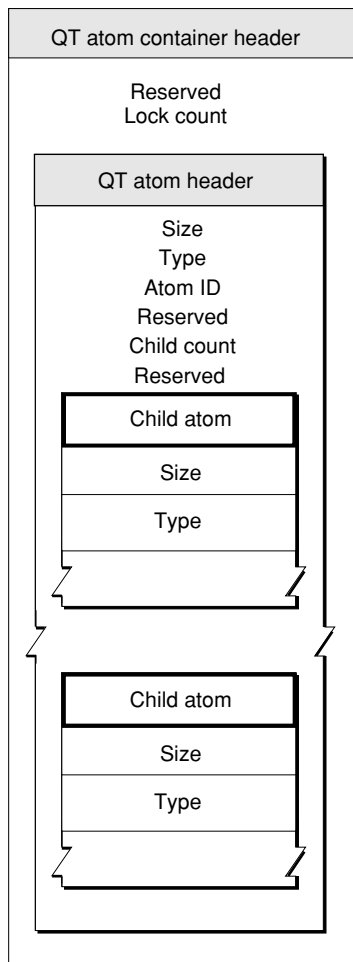 QT atom container header
Reserved
Lock count
QT atom header
Size
Type
Atom ID
Reserved
Child count
Reserved
Child atom
Size
Type
Child atom
Size
Type